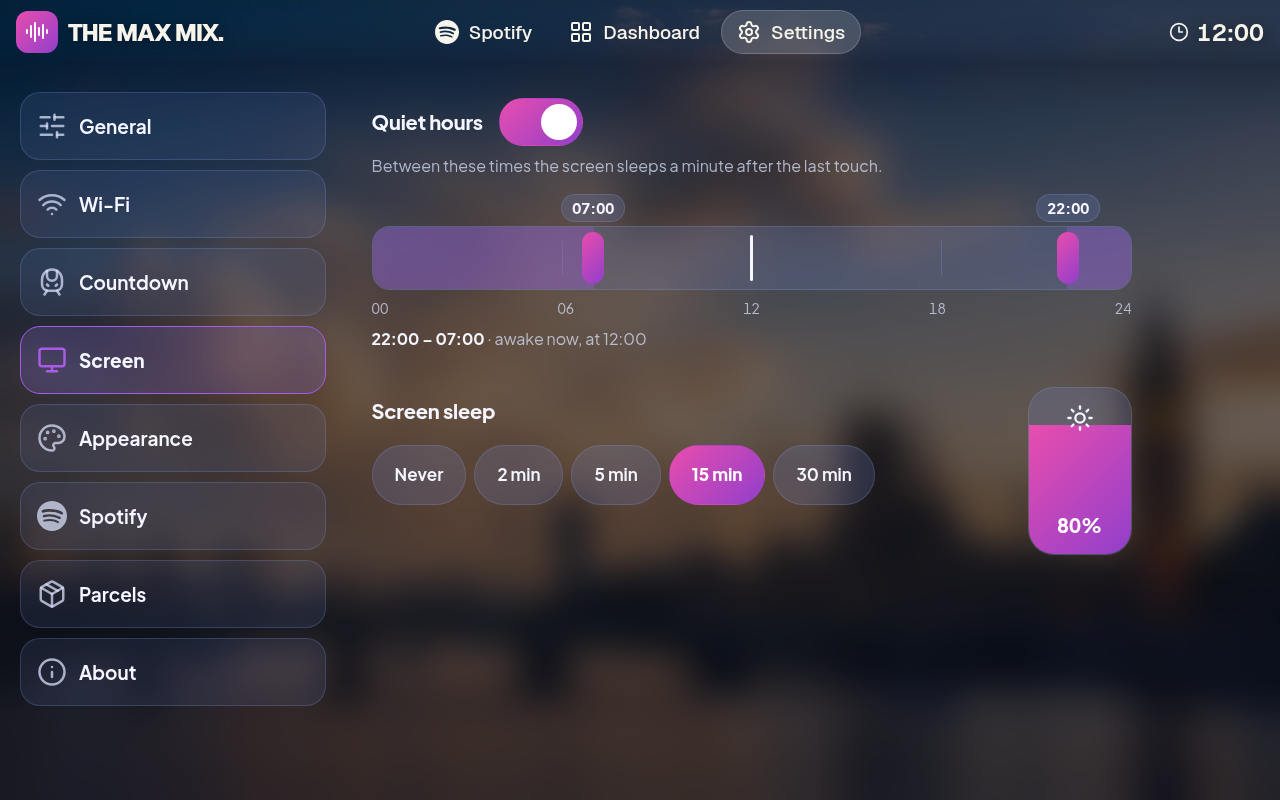 THE MAX MIX.
Spotify
Dashboard
Settings
12:00
General
Wi-Fi
Countdown
Screen
Appearance
Spotify
Parcels
About
Quiet hours
Between these times the screen sleeps a minute after the last touch.
07:00
22:00
00 06 12 18 24
22:00 – 07:00 · awake now, at 12:00
Screen sleep
Never
2 min
5 min
15 min
30 min
80%